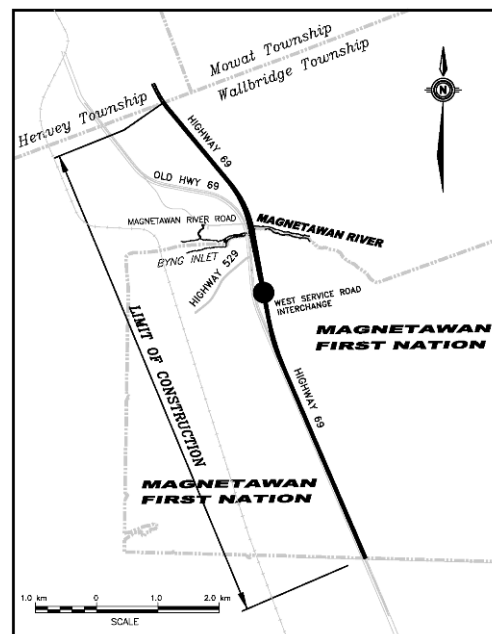 Mowat Township
Wallbridge Township
Henvey Township
N
HIGHWAY 69
OLD HWY 69
MAGNETAWAN RIVER ROAD
MAGNETAWAN RIVER
BYNG INLET
HIGHWAY 529
WEST SERVICE ROAD
INTERCHANGE
LIMIT OF CONSTRUCTION
MAGNETAWAN
FIRST NATION
HIGHWAY 69
MAGNETAWAN
FIRST NATION
1.0 km 0 1.0 2.0 km
SCALE